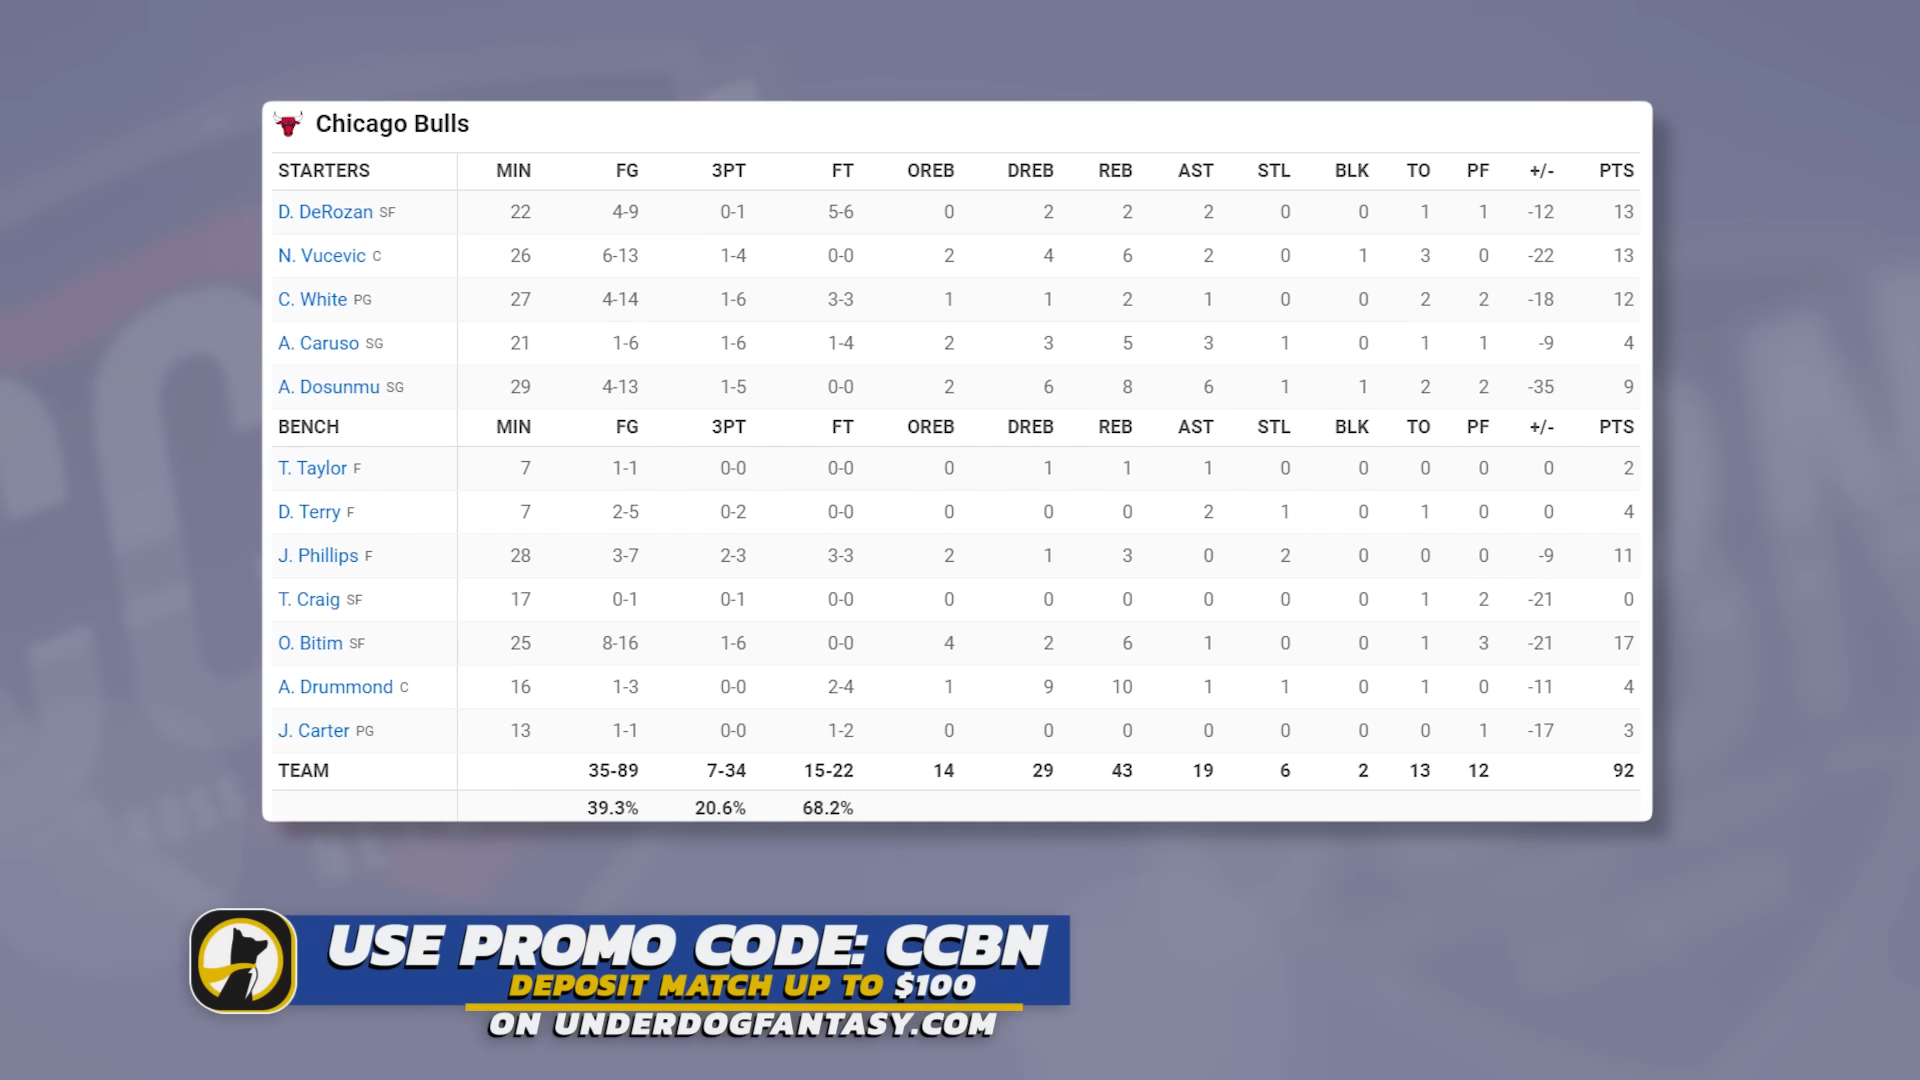 Chicago Bulls
STARTERS MIN FG 3PT FT OREB DREB REB AST STL BLK TO PF +/- PTS
D. DeRozan SF 22 4-9 0-1 5-6 0 2 2 2 0 0 1 1 -12 13
N. Vucevic C 26 6-13 1-4 0-0 2 4 6 2 0 1 3 0 -22 13
C. White PG 27 4-14 1-6 3-3 1 1 2 1 0 0 2 2 -18 12
A. Caruso SG 21 1-6 1-6 1-4 2 3 5 3 1 0 1 1 -9 4
A. Dosunmu SG 29 4-13 1-5 0-0 2 6 8 6 1 1 2 2 -35 9
BENCH MIN FG 3PT FT OREB DREB REB AST STL BLK TO PF +/- PTS
T. Taylor F 7 1-1 0-0 0-0 0 1 1 1 0 0 0 0 0 2
D. Terry F 7 2-5 0-2 0-0 0 0 0 2 1 0 1 0 0 4
J. Phillips F 28 3-7 2-3 3-3 2 1 3 0 2 0 0 0 -9 11
T. Craig SF 17 0-1 0-1 0-0 0 0 0 0 0 0 1 2 -21 0
O. Bitim SF 25 8-16 1-6 0-0 4 2 6 1 0 0 1 3 -21 17
A. Drummond C 16 1-3 0-0 2-4 1 9 10 1 1 0 1 0 -11 4
J. Carter PG 13 1-1 0-0 1-2 0 0 0 0 0 0 0 1 -17 3
TEAM 35-89 7-34 15-22 14 29 43 19 6 2 13 12 92
39.3% 20.6% 68.2%
USE PROMO CODE: CCBN
DEPOSIT MATCH UP TO $100
ON UNDERDOGFANTASY.COM